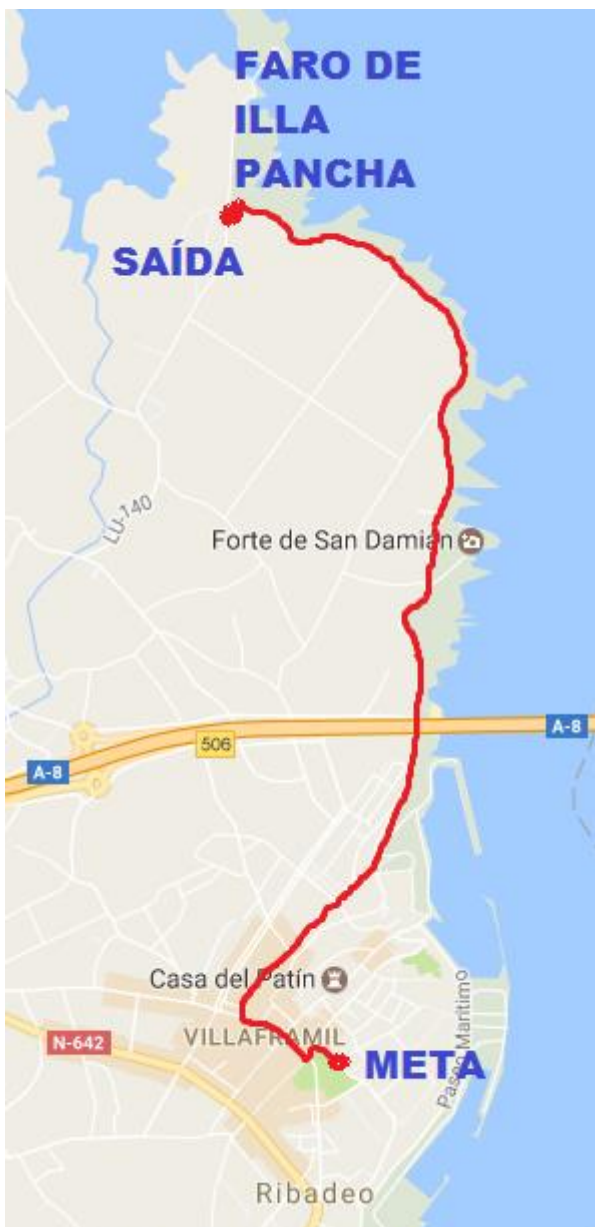 FARO DE
ILLA
PANCHA
SAÍDA
LU-140
Forte de San Damián
A-8
506
A-8
Casa del Patín
Paseo Marítimo
N-642
VILLAFRAMIL
META
Ribadeo